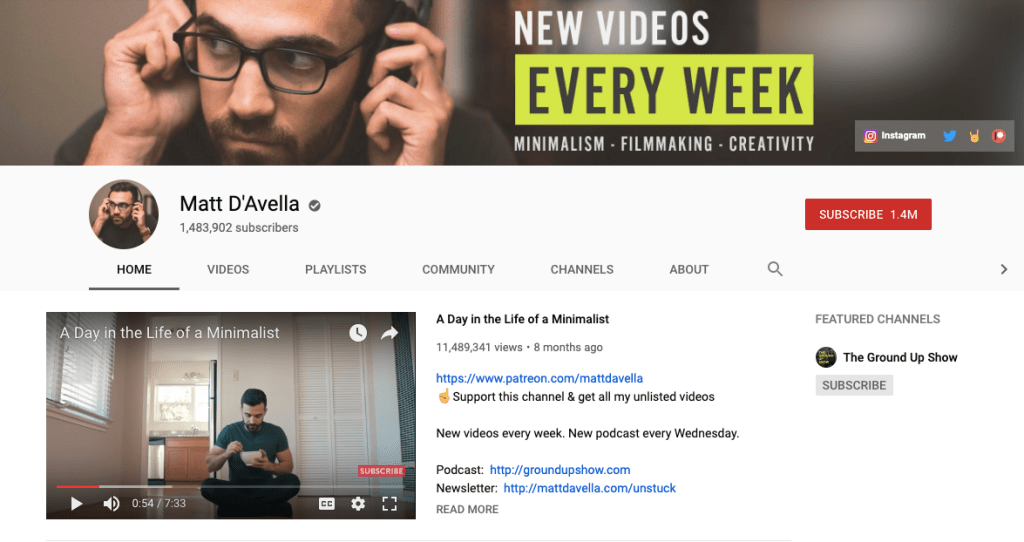 NEW VIDEOS
EVERY WEEK
MINIMALISM - FILMMAKING - CREATIVITY
Instagram
Matt D'Avella
1,483,902 subscribers
SUBSCRIBE 1.4M
HOME VIDEOS PLAYLISTS COMMUNITY CHANNELS ABOUT
A Day in the Life of a Minimalist
SUBSCRIBE
0:54 / 7:33
CC
A Day in the Life of a Minimalist
11,489,341 views • 8 months ago
https://www.patreon.com/mattdavella
☝Support this channel & get all my unlisted videos
New videos every week. New podcast every Wednesday.
Podcast: http://groundupshow.com
Newsletter: http://mattdavella.com/unstuck
READ MORE
FEATURED CHANNELS
The Ground Up Show
SUBSCRIBE